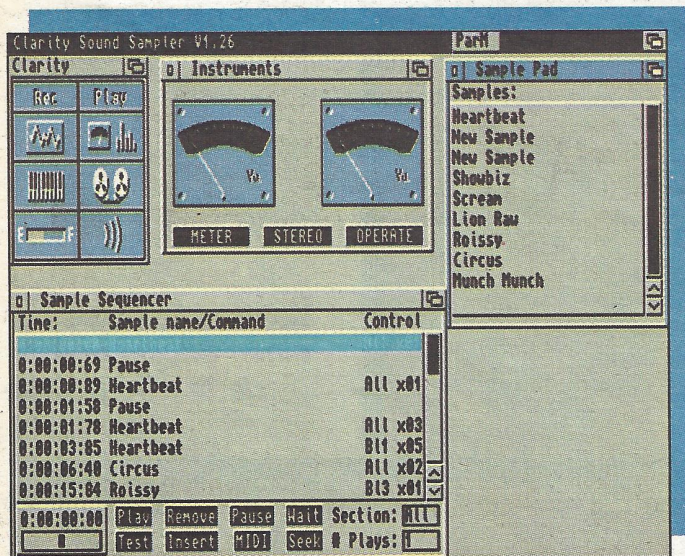 Clarity Sound Sampler V1.26
Clarity
Rec Play
E F
Instruments
Vu Vu
METER STEREO OPERATE
ParM
Sample Pad
Samples:
Heartbeat
New Sample
New Sample
Showbiz
Scream
Lion Raw
Roissy
Circus
Munch Munch
Sample Sequencer
Time: Sample name/Command Control
0:00:00:69 Pause
0:00:00:89 Heartbeat All x01
0:00:01:58 Pause
0:00:01:78 Heartbeat All x03
0:00:03:85 Heartbeat Bl1 x05
0:00:06:40 Circus All x02
0:00:15:84 Roissy Bl3 x01
0:00:00:00 Play Remove Pause Wait Section: All
Test Insert MIDI Seek # Plays: 1